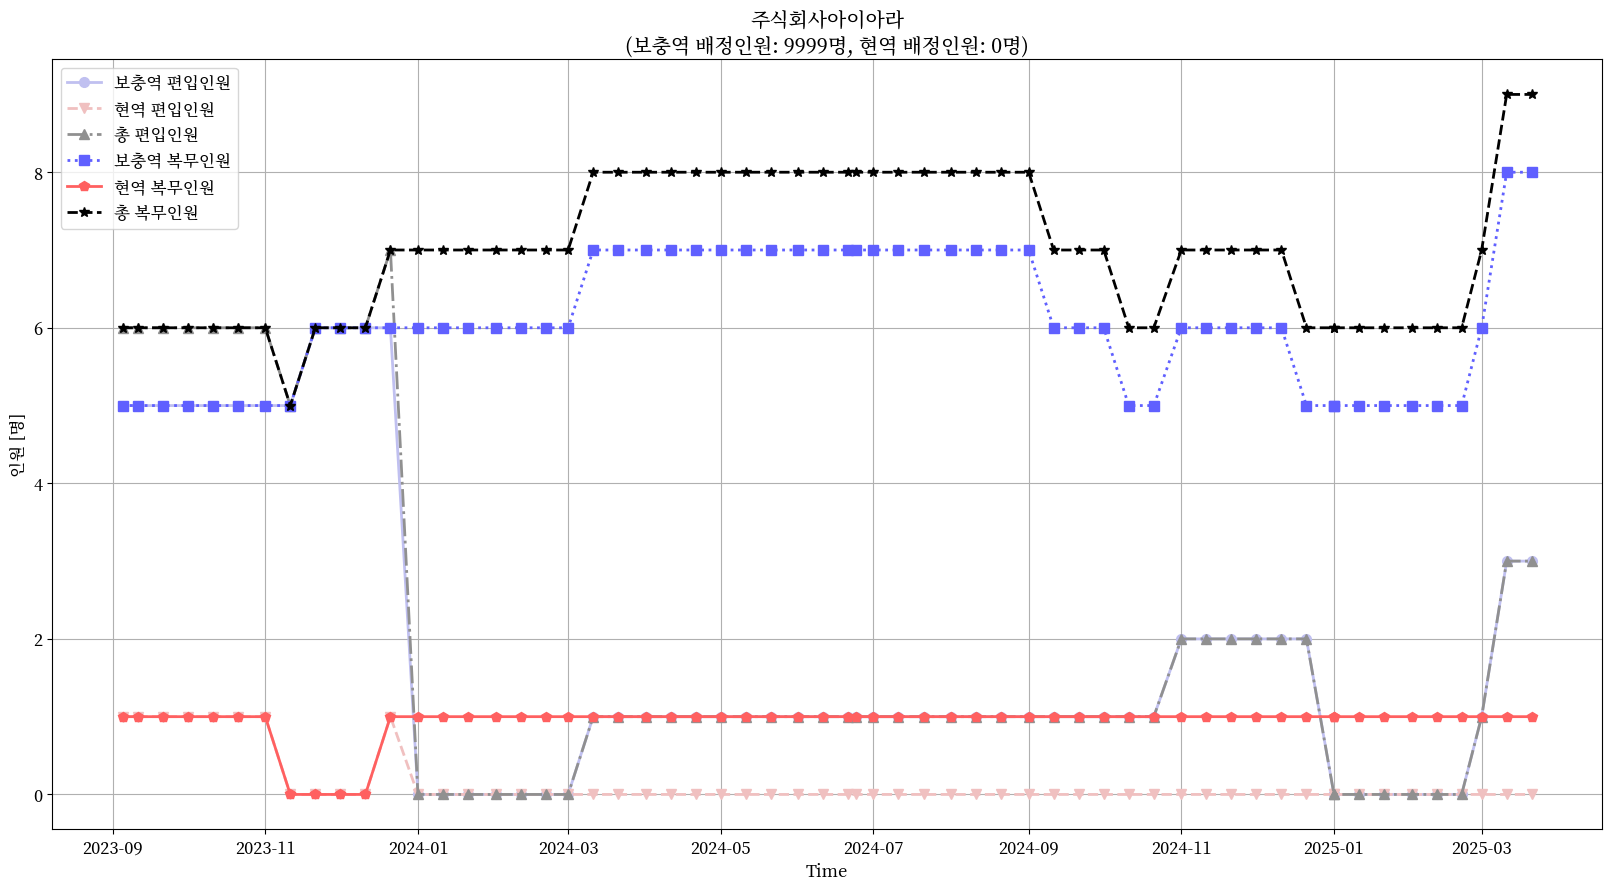 주식회사아이아라
(보충역 배정인원: 9999명, 현역 배정인원: 0명)
보충역 편입인원
현역 편입인원
총 편입인원
보충역 복무인원
현역 복무인원
총 복무인원
인원 [명]
8
6
4
2
0
2023-09
2023-11
2024-01
2024-03
2024-05
2024-07
2024-09
2024-11
2025-01
2025-03
Time